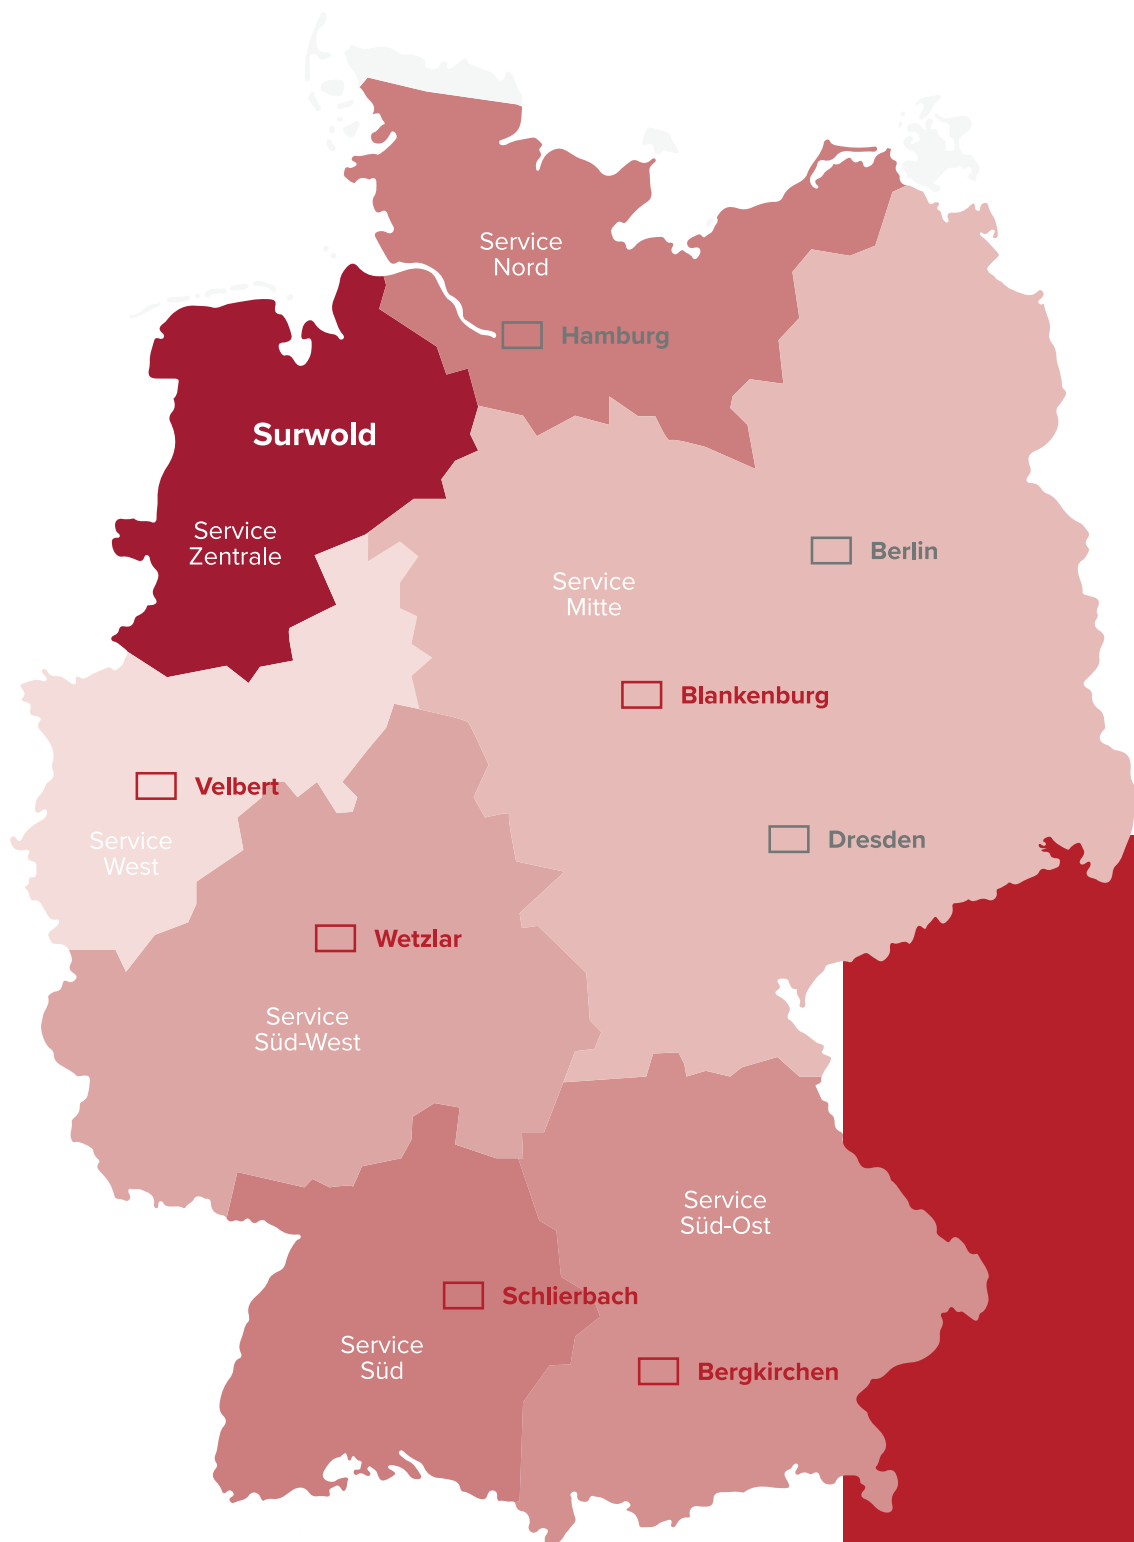 Service
Nord
Hamburg
Surwold
Service
Zentrale
Berlin
Service
Mitte
Blankenburg
Velbert
Service
West
Dresden
Wetzlar
Service
Süd-West
Service
Süd-Ost
Schlierbach
Service
Süd
Bergkirchen